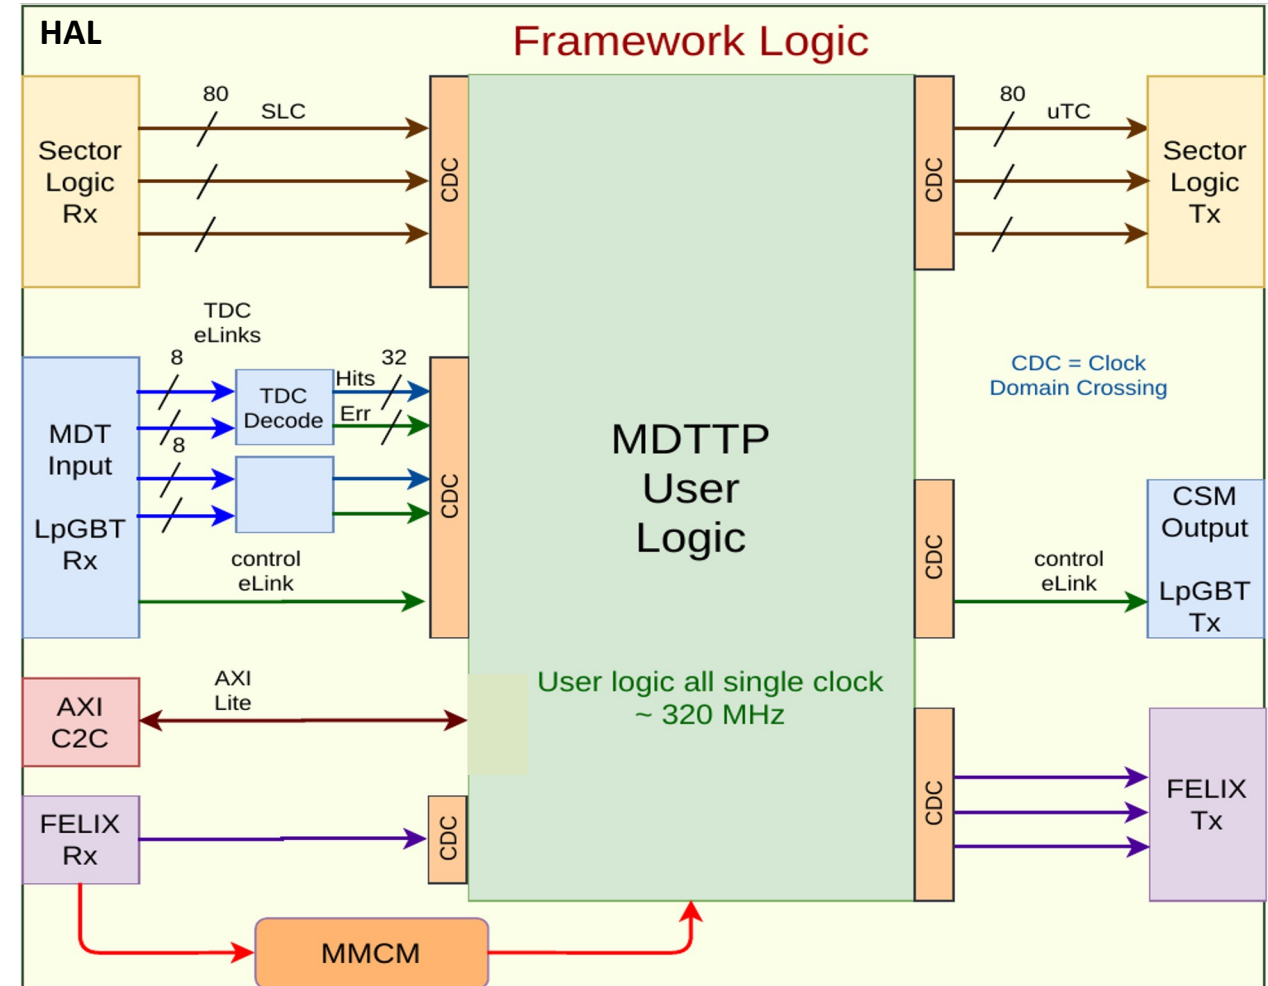 HAL
Framework Logic
80
SLC
Sector
Logic
Rx
CDC
CDC
80
uTC
Sector
Logic
Tx
TDC
eLinks
8
8
TDC
Decode
Hits
32
Err
MDT
Input
LpGBT
Rx
control
eLink
CDC
MDTTP
User
Logic
CDC = Clock
Domain Crossing
CDC
control
eLink
CSM
Output
LpGBT
Tx
AXI
C2C
AXI
Lite
User logic all single clock
~ 320 MHz
FELIX
Rx
CDC
CDC
FELIX
Tx
MMCM